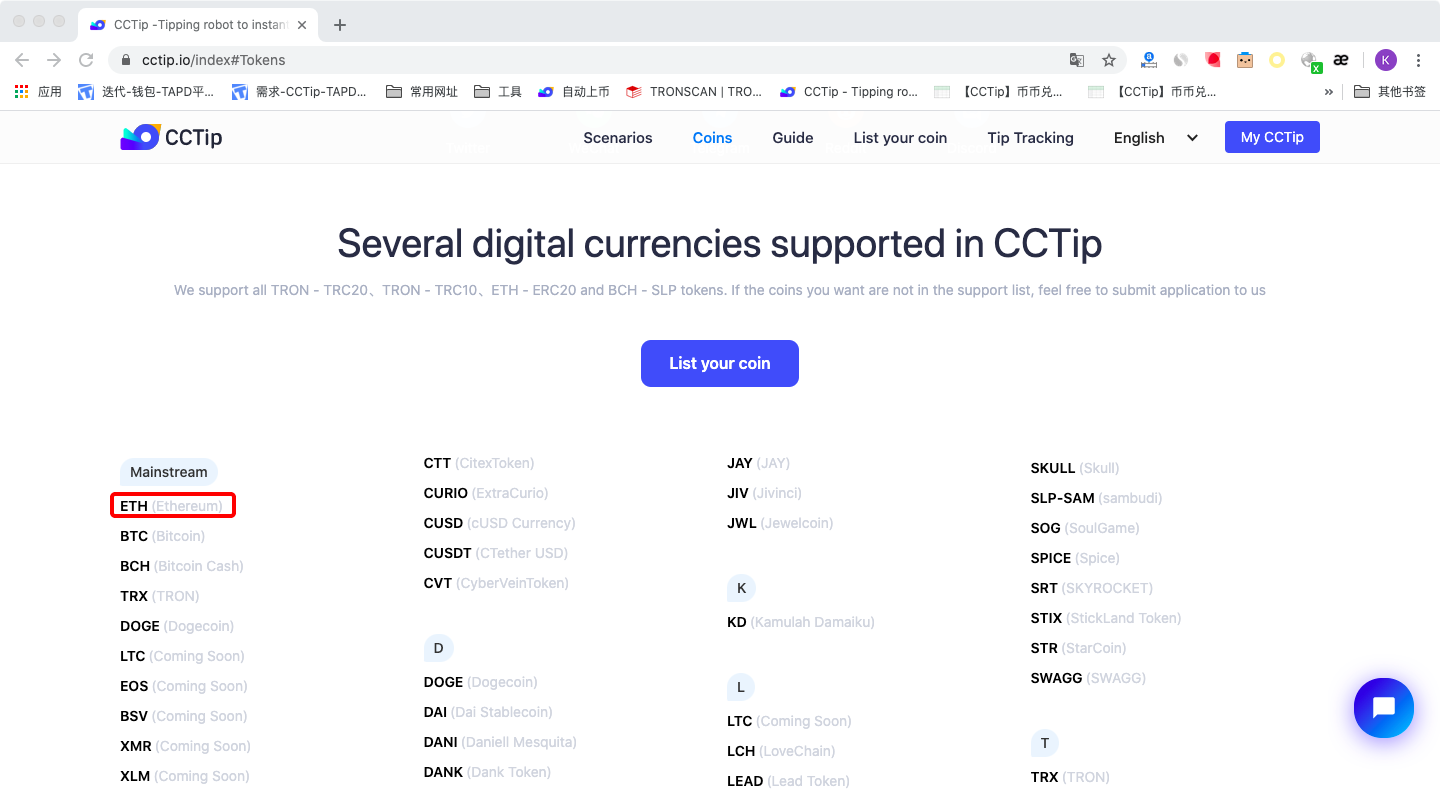 CCTip -Tipping robot to instan
cctip.io/index#Tokens
K
应用
迭代-钱包-TAPD平...
需求-CCTip-TAPD...
常用网址
工具
自动上币
TRONSCAN | TRO...
CCTip - Tipping ro...
【CCTip】币币兑...
【CCTip】币币兑...
»
其他书签
CCTip
Scenarios
Coins
Guide
List your coin
Tip Tracking
English
My CCTip
Several digital currencies supported in CCTip
We support all TRON - TRC20、TRON - TRC10、ETH - ERC20 and BCH - SLP tokens. If the coins you want are not in the support list, feel free to submit application to us
List your coin
Mainstream
ETH (Ethereum)
BTC (Bitcoin)
BCH (Bitcoin Cash)
TRX (TRON)
DOGE (Dogecoin)
LTC (Coming Soon)
EOS (Coming Soon)
BSV (Coming Soon)
XMR (Coming Soon)
XLM (Coming Soon)
CTT (CitexToken)
CURIO (ExtraCurio)
CUSD (cUSD Currency)
CUSDT (CTether USD)
CVT (CyberVeinToken)
D
DOGE (Dogecoin)
DAI (Dai Stablecoin)
DANI (Daniell Mesquita)
DANK (Dank Token)
JAY (JAY)
JIV (Jivinci)
JWL (Jewelcoin)
K
KD (Kamulah Damaiku)
L
LTC (Coming Soon)
LCH (LoveChain)
LEAD (Lead Token)
SKULL (Skull)
SLP-SAM (sambudi)
SOG (SoulGame)
SPICE (Spice)
SRT (SKYROCKET)
STIX (StickLand Token)
STR (StarCoin)
SWAGG (SWAGG)
T
TRX (TRON)